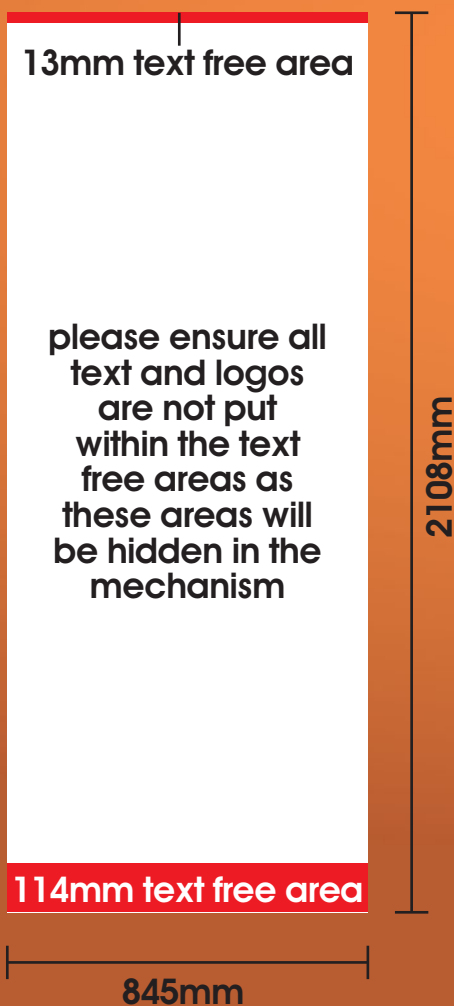 13mm text free area
please ensure all
text and logos
are not put
within the text
free areas as
these areas will
be hidden in the
mechanism
2108mm
114mm text free area
845mm